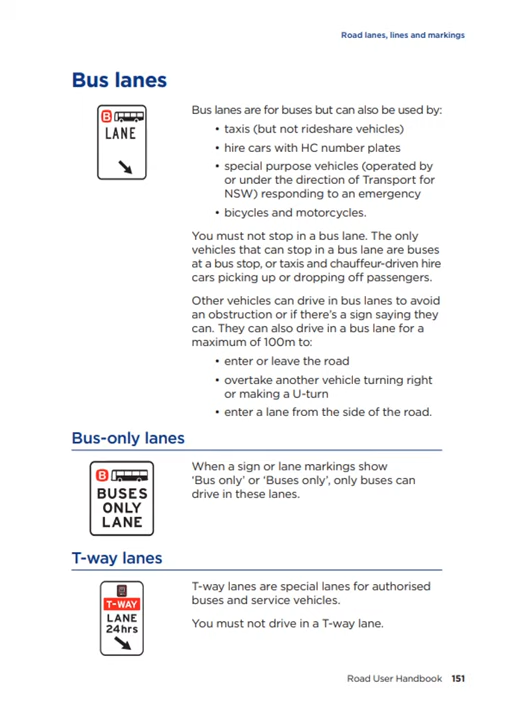 Road lanes, lines and markings
Bus lanes
B
LANE
Bus lanes are for buses but can also be used by:
• taxis (but not rideshare vehicles)
• hire cars with HC number plates
• special purpose vehicles (operated by
or under the direction of Transport for
NSW) responding to an emergency
• bicycles and motorcycles.
You must not stop in a bus lane. The only
vehicles that can stop in a bus lane are buses
at a bus stop, or taxis and chauffeur-driven hire
cars picking up or dropping off passengers.
Other vehicles can drive in bus lanes to avoid
an obstruction or if there’s a sign saying they
can. They can also drive in a bus lane for a
maximum of 100m to:
• enter or leave the road
• overtake another vehicle turning right
or making a U-turn
• enter a lane from the side of the road.
Bus-only lanes
B
BUSES
ONLY
LANE
When a sign or lane markings show
‘Bus only’ or ‘Buses only’, only buses can
drive in these lanes.
T-way lanes
T-WAY
LANE
24hrs
T-way lanes are special lanes for authorised
buses and service vehicles.
You must not drive in a T-way lane.
Road User Handbook 151